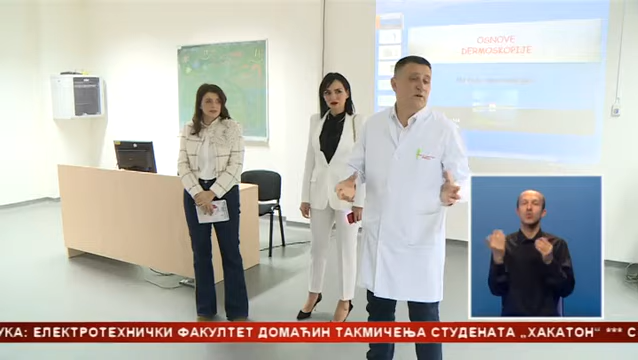 OSNOVE
DERMOSKOPIJE
УКА: ЕЛЕКТРОТЕХНИЧКИ ФАКУЛТЕТ ДОМАЋИН ТАКМИЧЕЊА СТУДЕНАТА „ХАКАТОН“ *** С